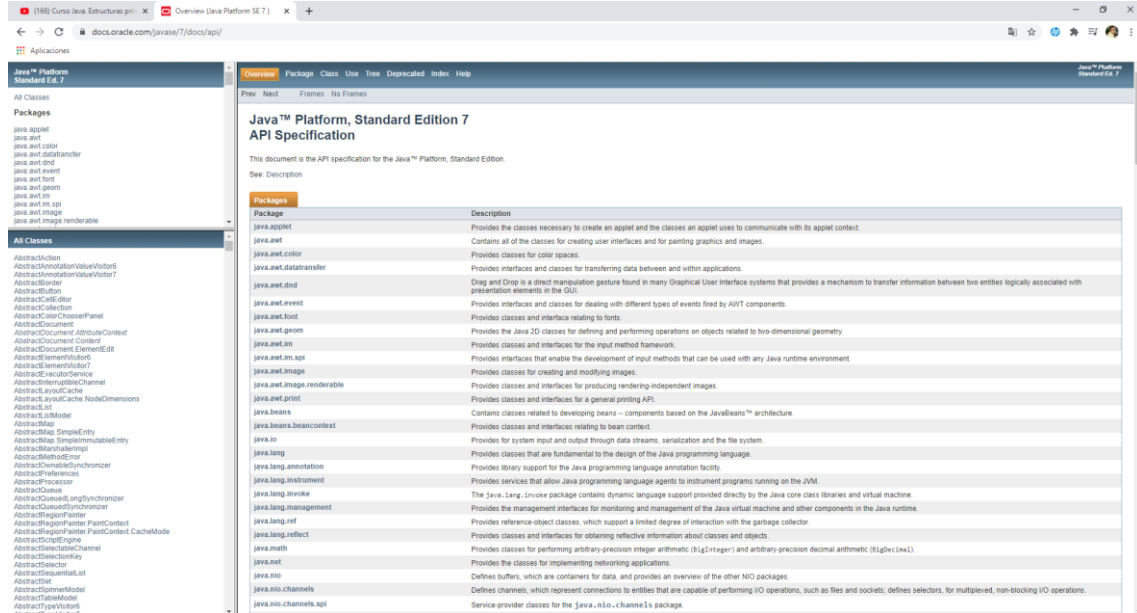 (166) Curso Java. Estructuras prin
Overview (Java Platform SE 7 )
docs.oracle.com/javase/7/docs/api/
Aplicaciones
Java™ Platform
Standard Ed. 7
All Classes
Packages
java.applet
java.awt
java.awt.color
java.awt.datatransfer
java.awt.dnd
java.awt.event
java.awt.font
java.awt.geom
java.awt.im
java.awt.im.spi
java.awt.image
java.awt.image.renderable
All Classes
AbstractAction
AbstractAnnotationValueVisitor6
AbstractAnnotationValueVisitor7
AbstractBorder
AbstractButton
AbstractCellEditor
AbstractCollection
AbstractColorChooserPanel
AbstractDocument
AbstractDocument.AttributeContext
AbstractDocument.Content
AbstractDocument.ElementEdit
AbstractElementVisitor6
AbstractElementVisitor7
AbstractExecutorService
AbstractInterruptibleChannel
AbstractLayoutCache
AbstractLayoutCache.NodeDimensions
AbstractList
AbstractListModel
AbstractMap
AbstractMap.SimpleEntry
AbstractMap.SimpleImmutableEntry
AbstractMarshallerImpl
AbstractMethodError
AbstractOwnableSynchronizer
AbstractPreferences
AbstractProcessor
AbstractQueue
AbstractQueuedLongSynchronizer
AbstractQueuedSynchronizer
AbstractRegionPainter
AbstractRegionPainter.PaintContext
AbstractRegionPainter.PaintContext.CacheMode
AbstractScriptEngine
AbstractSelectableChannel
AbstractSelectionKey
AbstractSelector
AbstractSequentialList
AbstractSet
AbstractSpinnerModel
AbstractTableModel
AbstractTypeVisitor6
Overview Package Class Use Tree Deprecated Index Help
Java™ Platform
Standard Ed. 7
Prev Next Frames No Frames
Java™ Platform, Standard Edition 7
API Specification
This document is the API specification for the Java™ Platform, Standard Edition.
See: Description
Packages
Package Description
java.applet Provides the classes necessary to create an applet and the classes an applet uses to communicate with its applet context.
java.awt Contains all of the classes for creating user interfaces and for painting graphics and images.
java.awt.color Provides classes for color spaces.
java.awt.datatransfer Provides interfaces and classes for transferring data between and within applications.
java.awt.dnd Drag and Drop is a direct manipulation gesture found in many Graphical User Interface systems that provides a mechanism to transfer information between two entities logically associated with
presentation elements in the GUI.
java.awt.event Provides interfaces and classes for dealing with different types of events fired by AWT components.
java.awt.font Provides classes and interface relating to fonts.
java.awt.geom Provides the Java 2D classes for defining and performing operations on objects related to two-dimensional geometry.
java.awt.im Provides classes and interfaces for the input method framework.
java.awt.im.spi Provides interfaces that enable the development of input methods that can be used with any Java runtime environment.
java.awt.image Provides classes for creating and modifying images.
java.awt.image.renderable Provides classes and interfaces for producing rendering-independent images.
java.awt.print Provides classes and interfaces for a general printing API.
java.beans Contains classes related to developing beans -- components based on the JavaBeans™ architecture.
java.beans.beancontext Provides classes and interfaces relating to bean context.
java.io Provides for system input and output through data streams, serialization and the file system.
java.lang Provides classes that are fundamental to the design of the Java programming language.
java.lang.annotation Provides library support for the Java programming language annotation facility.
java.lang.instrument Provides services that allow Java programming language agents to instrument programs running on the JVM.
java.lang.invoke The java.lang.invoke package contains dynamic language support provided directly by the Java core class libraries and virtual machine.
java.lang.management Provides the management interfaces for monitoring and management of the Java virtual machine and other components in the Java runtime.
java.lang.ref Provides reference-object classes, which support a limited degree of interaction with the garbage collector.
java.lang.reflect Provides classes and interfaces for obtaining reflective information about classes and objects.
java.math Provides classes for performing arbitrary-precision integer arithmetic (BigInteger) and arbitrary-precision decimal arithmetic (BigDecimal).
java.net Provides the classes for implementing networking applications.
java.nio Defines buffers, which are containers for data, and provides an overview of the other NIO packages.
java.nio.channels Defines channels, which represent connections to entities that are capable of performing I/O operations, such as files and sockets; defines selectors, for multiplexed, non-blocking I/O operations.
java.nio.channels.spi Service-provider classes for the java.nio.channels package.